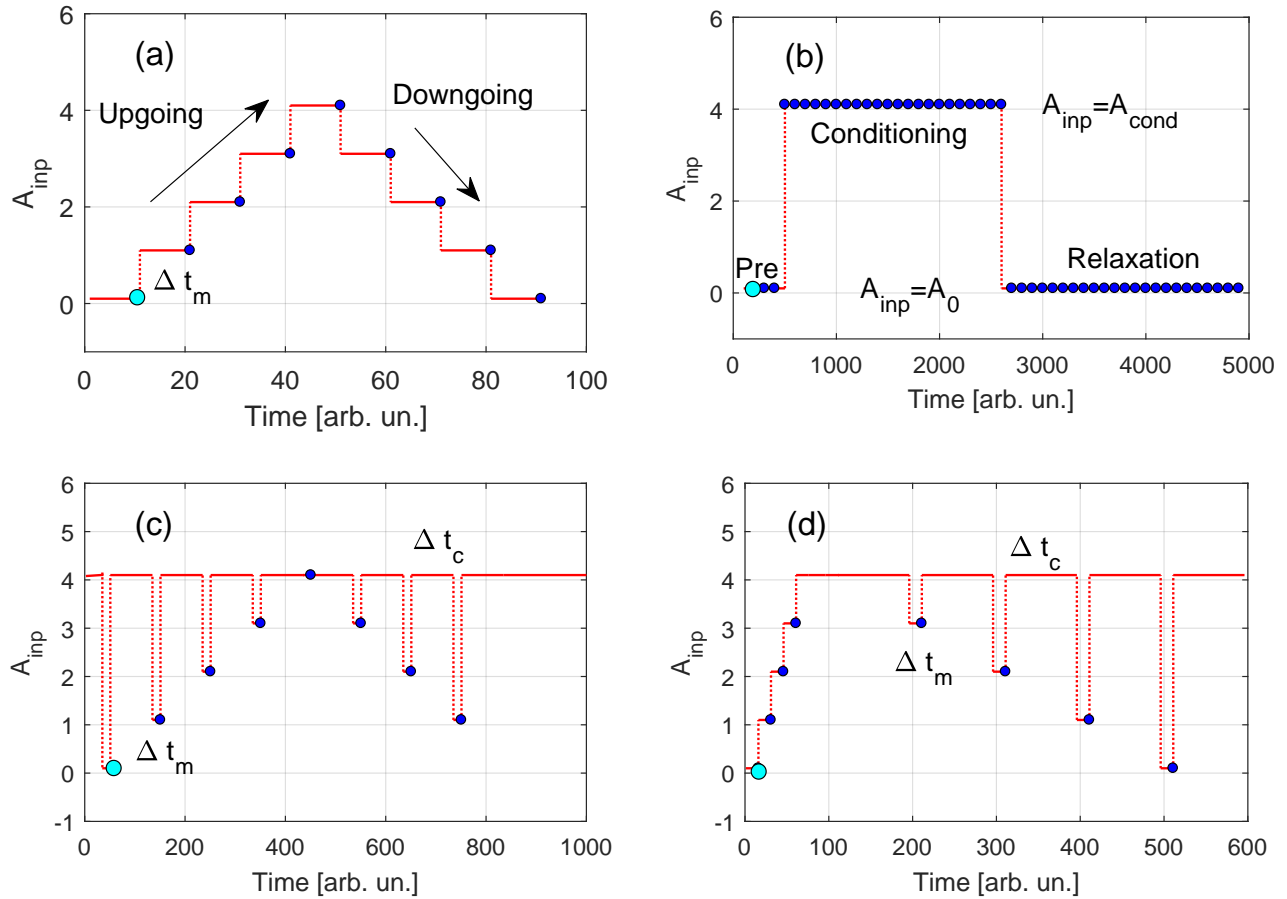 (a)
Upgoing
Downgoing
Δ t_m
A_inp
6
4
2
0
0
20
40
60
80
100
Time [arb. un.]
(b)
A_inp=A_cond
Conditioning
Pre
Relaxation
A_inp=A_0
A_inp
6
4
2
0
0
1000
2000
3000
4000
5000
Time [arb. un.]
(c)
Δ t_c
Δ t_m
A_inp
6
5
4
3
2
1
0
-1
0
200
400
600
800
1000
Time [arb. un.]
(d)
Δ t_c
Δ t_m
A_inp
6
5
4
3
2
1
0
-1
0
100
200
300
400
500
600
Time [arb. un.]